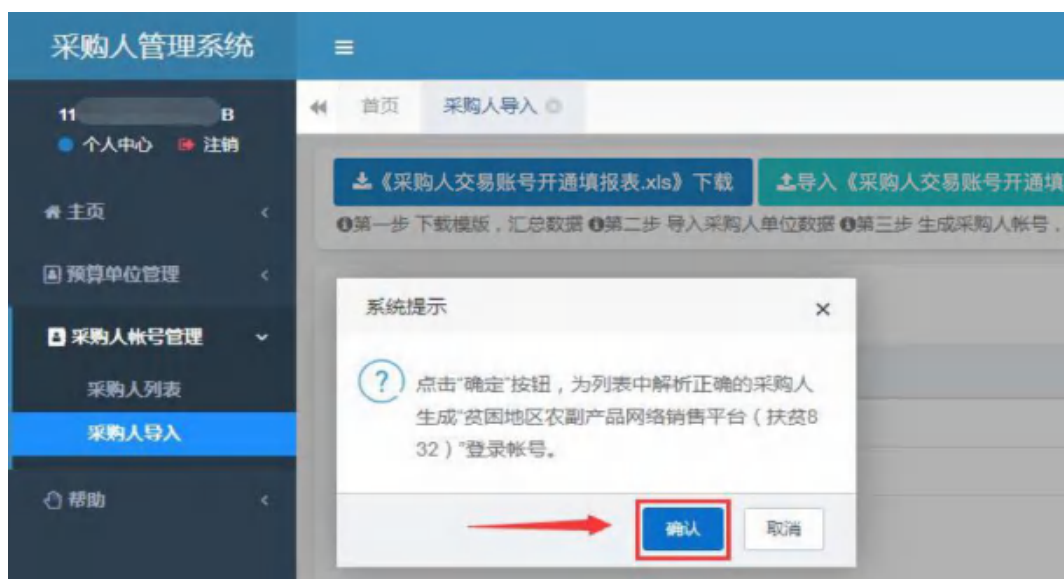 采购人管理系统
11 B
个人中心 注销
首页 采购人导入
《采购人交易账号开通填报表.xls》下载 导入《采购人交易账号开通填
第一步 下载模版，汇总数据 第二步 导入采购人单位数据 第三步 生成采购人帐号，
主页
预算单位管理
采购人帐号管理
采购人列表
采购人导入
帮助
系统提示
点击“确定”按钮，为列表中解析正确的采购人
生成“贫困地区农副产品网络销售平台（扶贫8
32）”登录帐号。
确认 取消